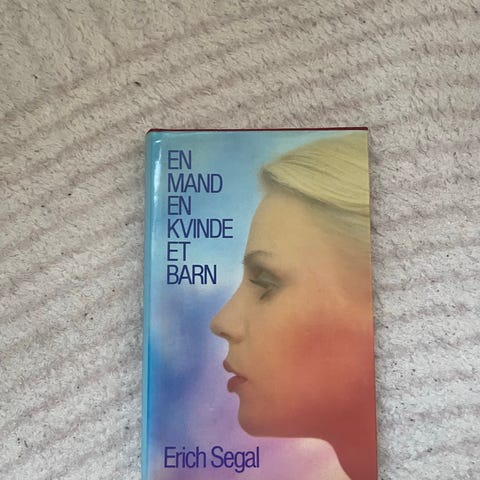 EN
MAND
EN
KVINDE
ET
BARN
Erich Segal